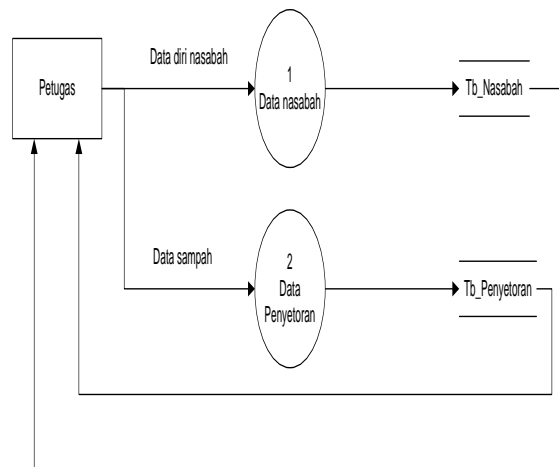 Data diri nasabah
Petugas
1
Data nasabah
Tb_Nasabah
Data sampah
2
Data
Penyetoran
Tb_Penyetoran